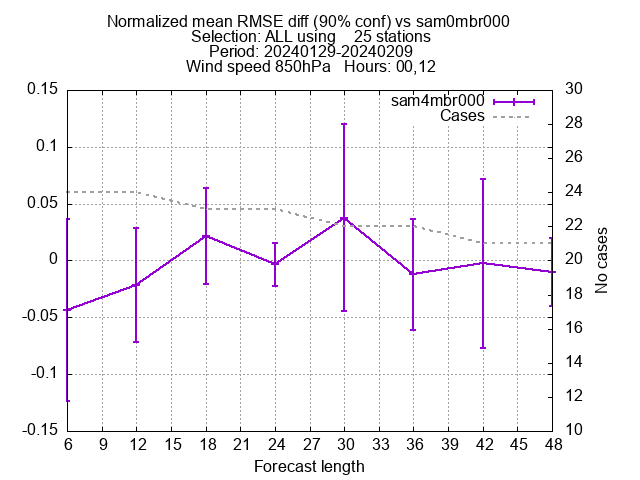 Normalized mean RMSE diff (90% conf) vs sam0mbr000
Selection: ALL using    25 stations
Period: 20240129-20240209
Wind speed 850hPa   Hours: 00,12
sam4mbr000
Cases
0.15
0.1
0.05
0
-0.05
-0.1
-0.15
30
28
26
24
22
20
18
16
14
12
10
No cases
6 9 12 15 18 21 24 27 30 33 36 39 42 45 48
Forecast length